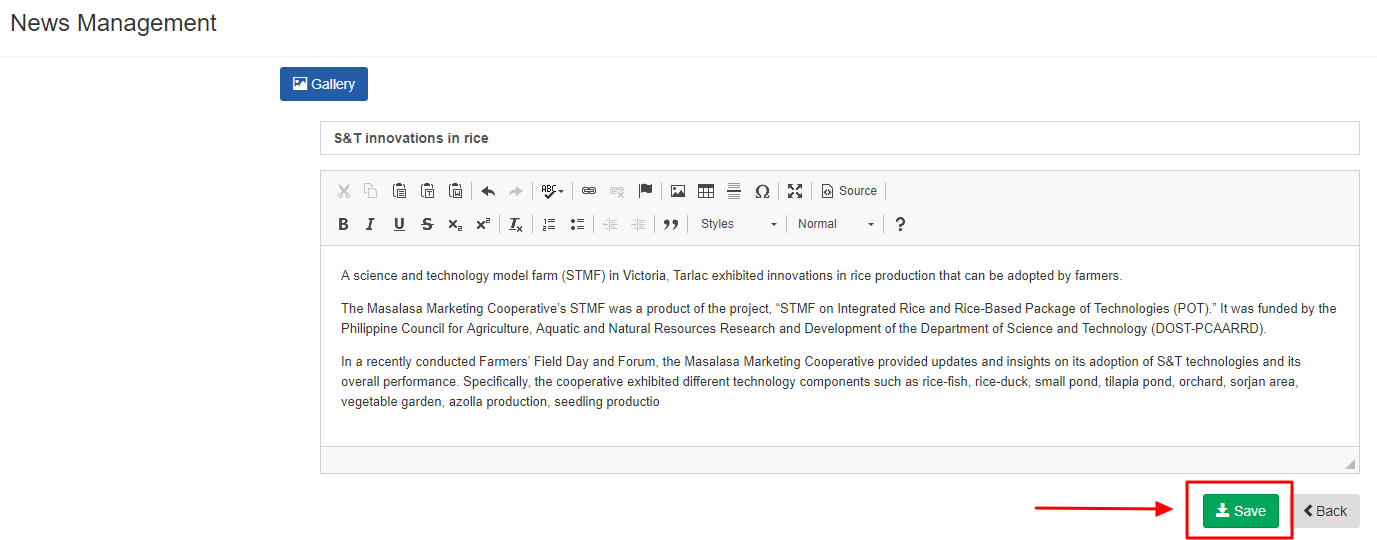 News Management
Gallery
S&T innovations in rice
ABC
Source
B I U S x₂ x² Iₓ Styles Normal ?
A science and technology model farm (STMF) in Victoria, Tarlac exhibited innovations in rice production that can be adopted by farmers.
The Masalasa Marketing Cooperative’s STMF was a product of the project, “STMF on Integrated Rice and Rice-Based Package of Technologies (POT).” It was funded by the
Philippine Council for Agriculture, Aquatic and Natural Resources Research and Development of the Department of Science and Technology (DOST-PCAARRD).
In a recently conducted Farmers’ Field Day and Forum, the Masalasa Marketing Cooperative provided updates and insights on its adoption of S&T technologies and its
overall performance. Specifically, the cooperative exhibited different technology components such as rice-fish, rice-duck, small pond, tilapia pond, orchard, sorjan area,
vegetable garden, azolla production, seedling productio
Save Back